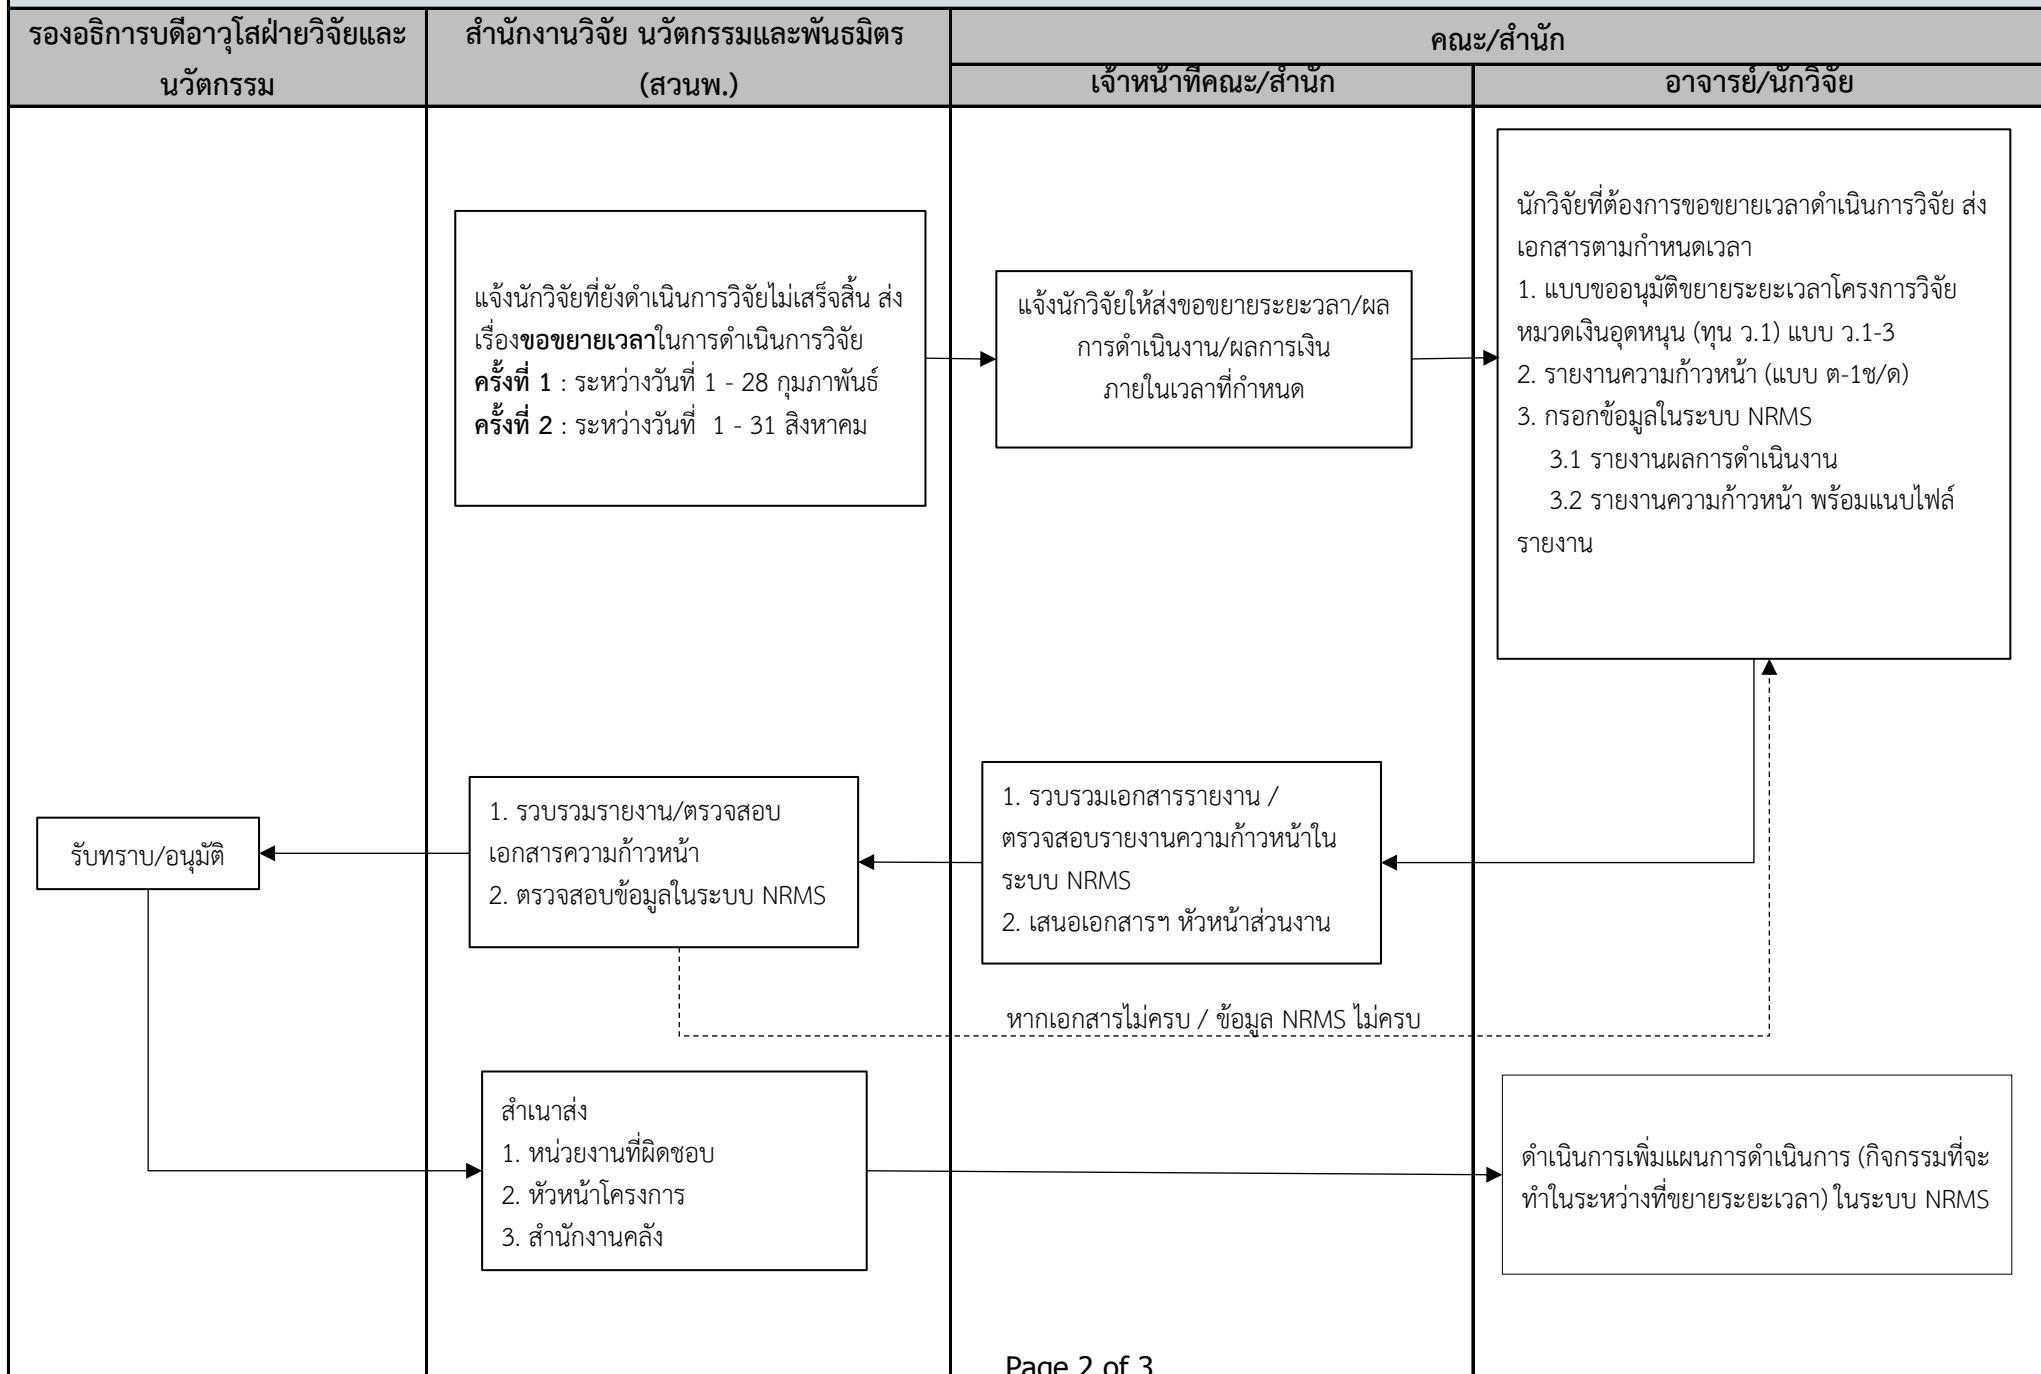 รองอธิการบดีอาวุโสฝ่ายวิจัยและ
นวัตกรรม
สำนักงานวิจัย นวัตกรรมและพันธมิตร
(สวนพ.)
คณะ/สำนัก
เจ้าหน้าที่คณะ/สำนัก
อาจารย์/นักวิจัย
แจ้งนักวิจัยที่ยังดำเนินการวิจัยไม่เสร็จสิ้น ส่ง
เรื่องขอขยายเวลาในการดำเนินการวิจัย
ครั้งที่ 1 : ระหว่างวันที่ 1 - 28 กุมภาพันธ์
ครั้งที่ 2 : ระหว่างวันที่ 1 - 31 สิงหาคม
แจ้งนักวิจัยให้ส่งขอขยายระยะวลา/ผล
การดำเนินงาน/ผลการเงิน
ภายในเวลาที่กำหนด
นักวิจัยที่ต้องการขอขยายเวลาดำเนินการวิจัย ส่ง
เอกสารตามกำหนดเวลา
1. แบบขออนุมัติขยายระยะเวลาโครงการวิจัย
หมวดเงินอุดหนุน (ทุน ว.1) แบบ ว.1-3
2. รายงานความก้าวหน้า (แบบ ต-1ช/ด)
3. กรอกข้อมูลในระบบ NRMS
3.1 รายงานผลการดำเนินงาน
3.2 รายงานความก้าวหน้า พร้อมแนบไฟล์
รายงาน
รับทราบ/อนุมัติ
1. รวบรวมรายงาน/ตรวจสอบ
เอกสารความก้าวหน้า
2. ตรวจสอบข้อมูลในระบบ NRMS
1. รวบรวมเอกสารรายงาน /
ตรวจสอบรายงานความก้าวหน้าใน
ระบบ NRMS
2. เสนอเอกสารฯ หัวหน้าส่วนงาน
หากเอกสารไม่ครบ / ข้อมูล NRMS ไม่ครบ
สำเนาส่ง
1. หน่วยงานที่ผิดชอบ
2. หัวหน้าโครงการ
3. สำนักงานคลัง
ดำเนินการเพิ่มแผนการดำเนินการ (กิจกรรมที่จะ
ทำในระหว่างที่ขยายระยะเวลา) ในระบบ NRMS
Page 2 of 3